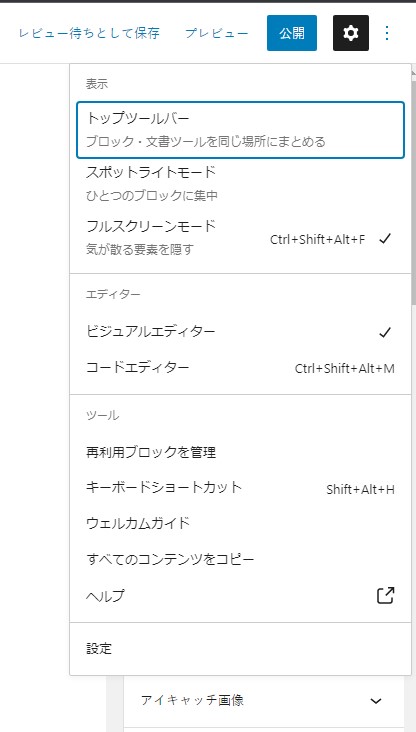 レビュー待ちとして保存 プレビュー 公開
表示
トップツールバー
ブロック・文書ツールを同じ場所にまとめる
スポットライトモード
ひとつのブロックに集中
フルスクリーンモード Ctrl+Shift+Alt+F
気が散る要素を隠す
エディター
ビジュアルエディター
コードエディター Ctrl+Shift+Alt+M
ツール
再利用ブロックを管理
キーボードショートカット Shift+Alt+H
ウェルカムガイド
すべてのコンテンツをコピー
ヘルプ
設定
アイキャッチ画像